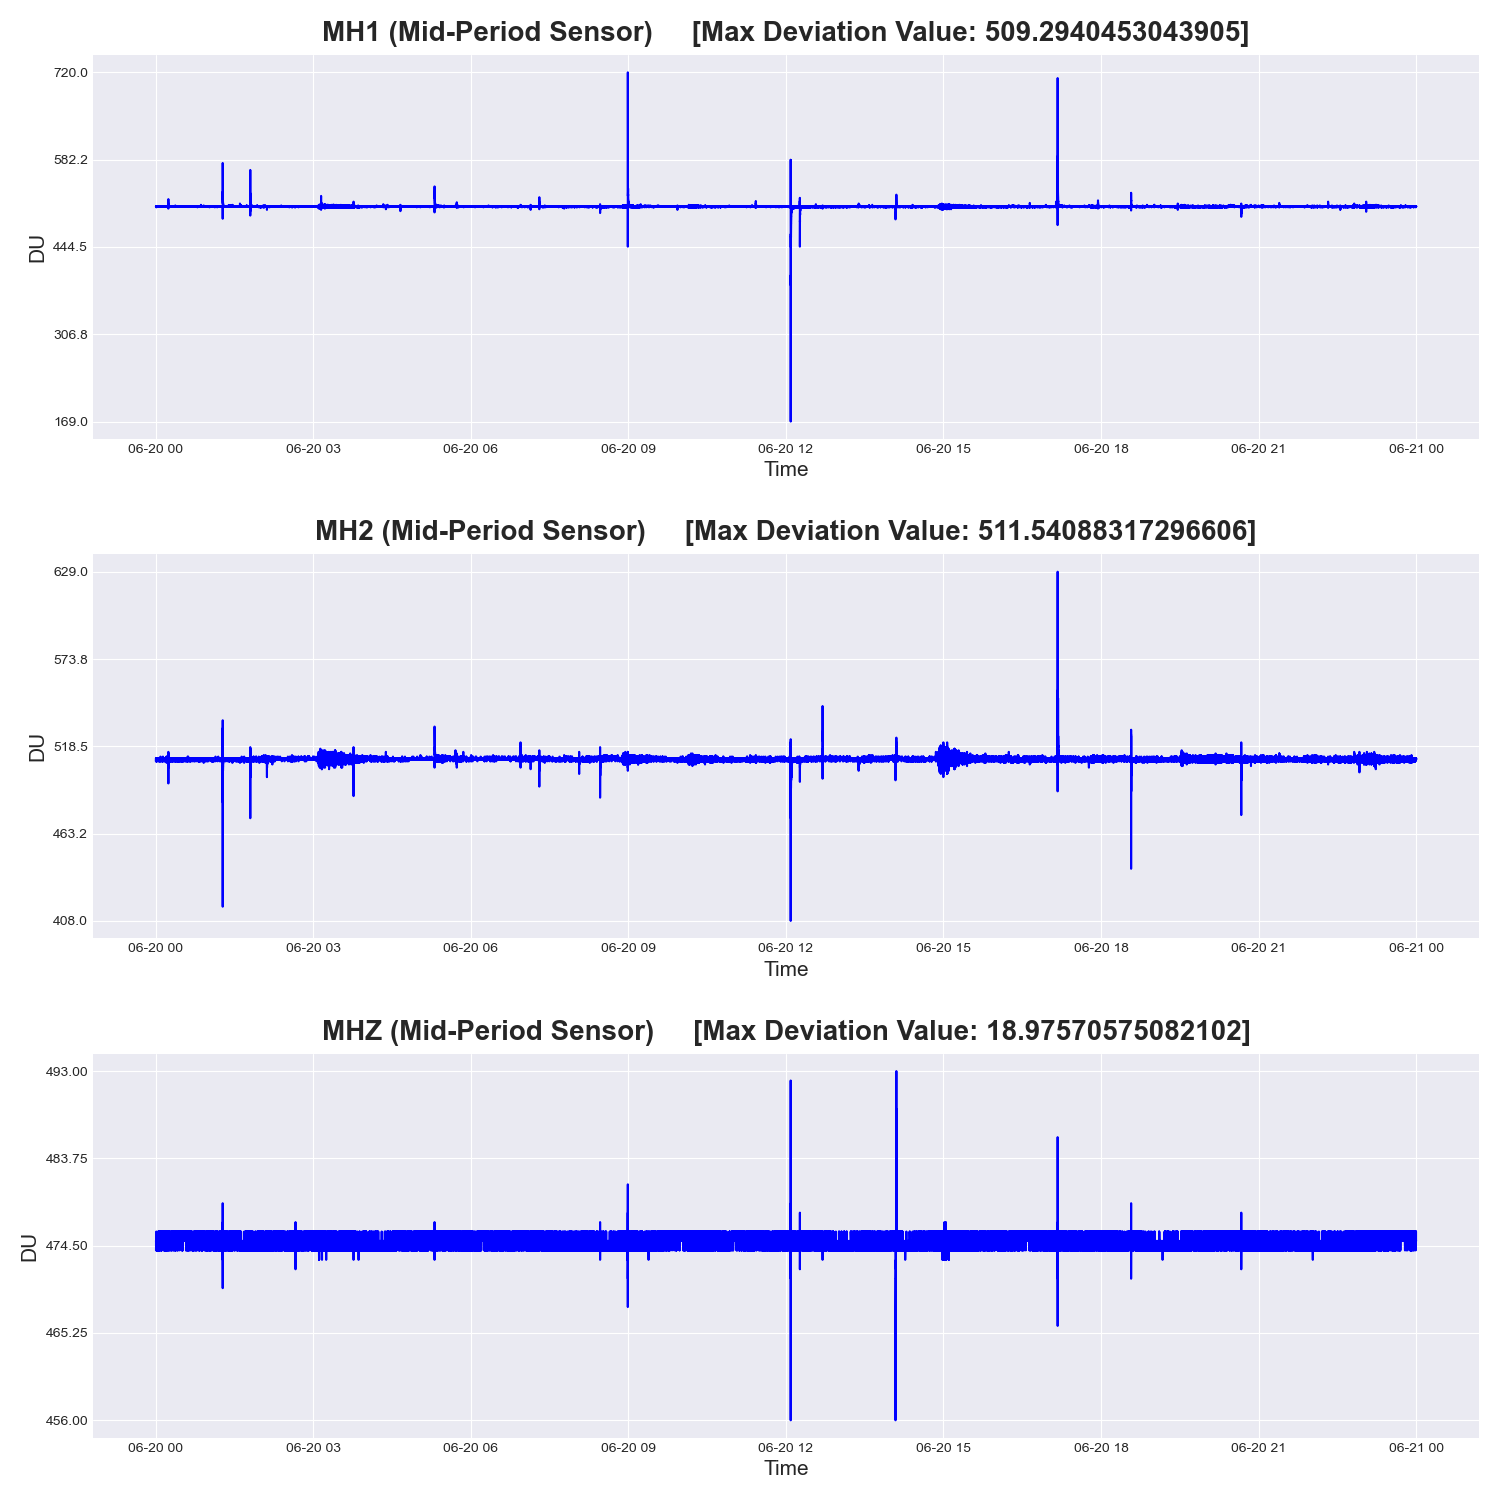 MH1 (Mid-Period Sensor) [Max Deviation Value: 509.2940453043905]
720.0
582.2
444.5
306.8
169.0
DU
06-20 00 06-20 03 06-20 06 06-20 09 06-20 12 06-20 15 06-20 18 06-20 21 06-21 00
Time
MH2 (Mid-Period Sensor) [Max Deviation Value: 511.54088317296606]
629.0
573.8
518.5
463.2
408.0
DU
06-20 00 06-20 03 06-20 06 06-20 09 06-20 12 06-20 15 06-20 18 06-20 21 06-21 00
Time
MHZ (Mid-Period Sensor) [Max Deviation Value: 18.97570575082102]
493.00
483.75
474.50
465.25
456.00
DU
06-20 00 06-20 03 06-20 06 06-20 09 06-20 12 06-20 15 06-20 18 06-20 21 06-21 00
Time